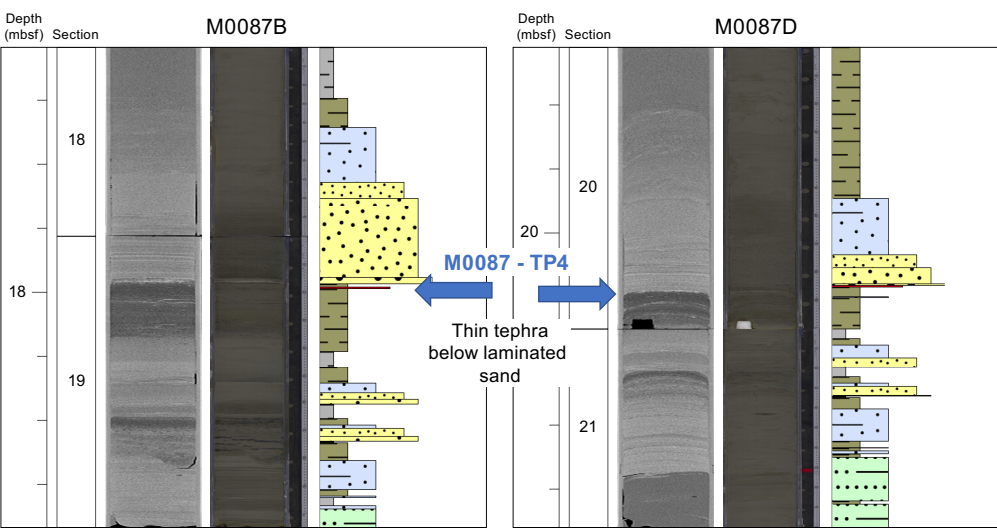 Depth
(mbsf) Section
M0087B
Depth
(mbsf) Section
M0087D
18
20
20
M0087 - TP4
18
Thin tephra
below laminated
sand
19
21
21